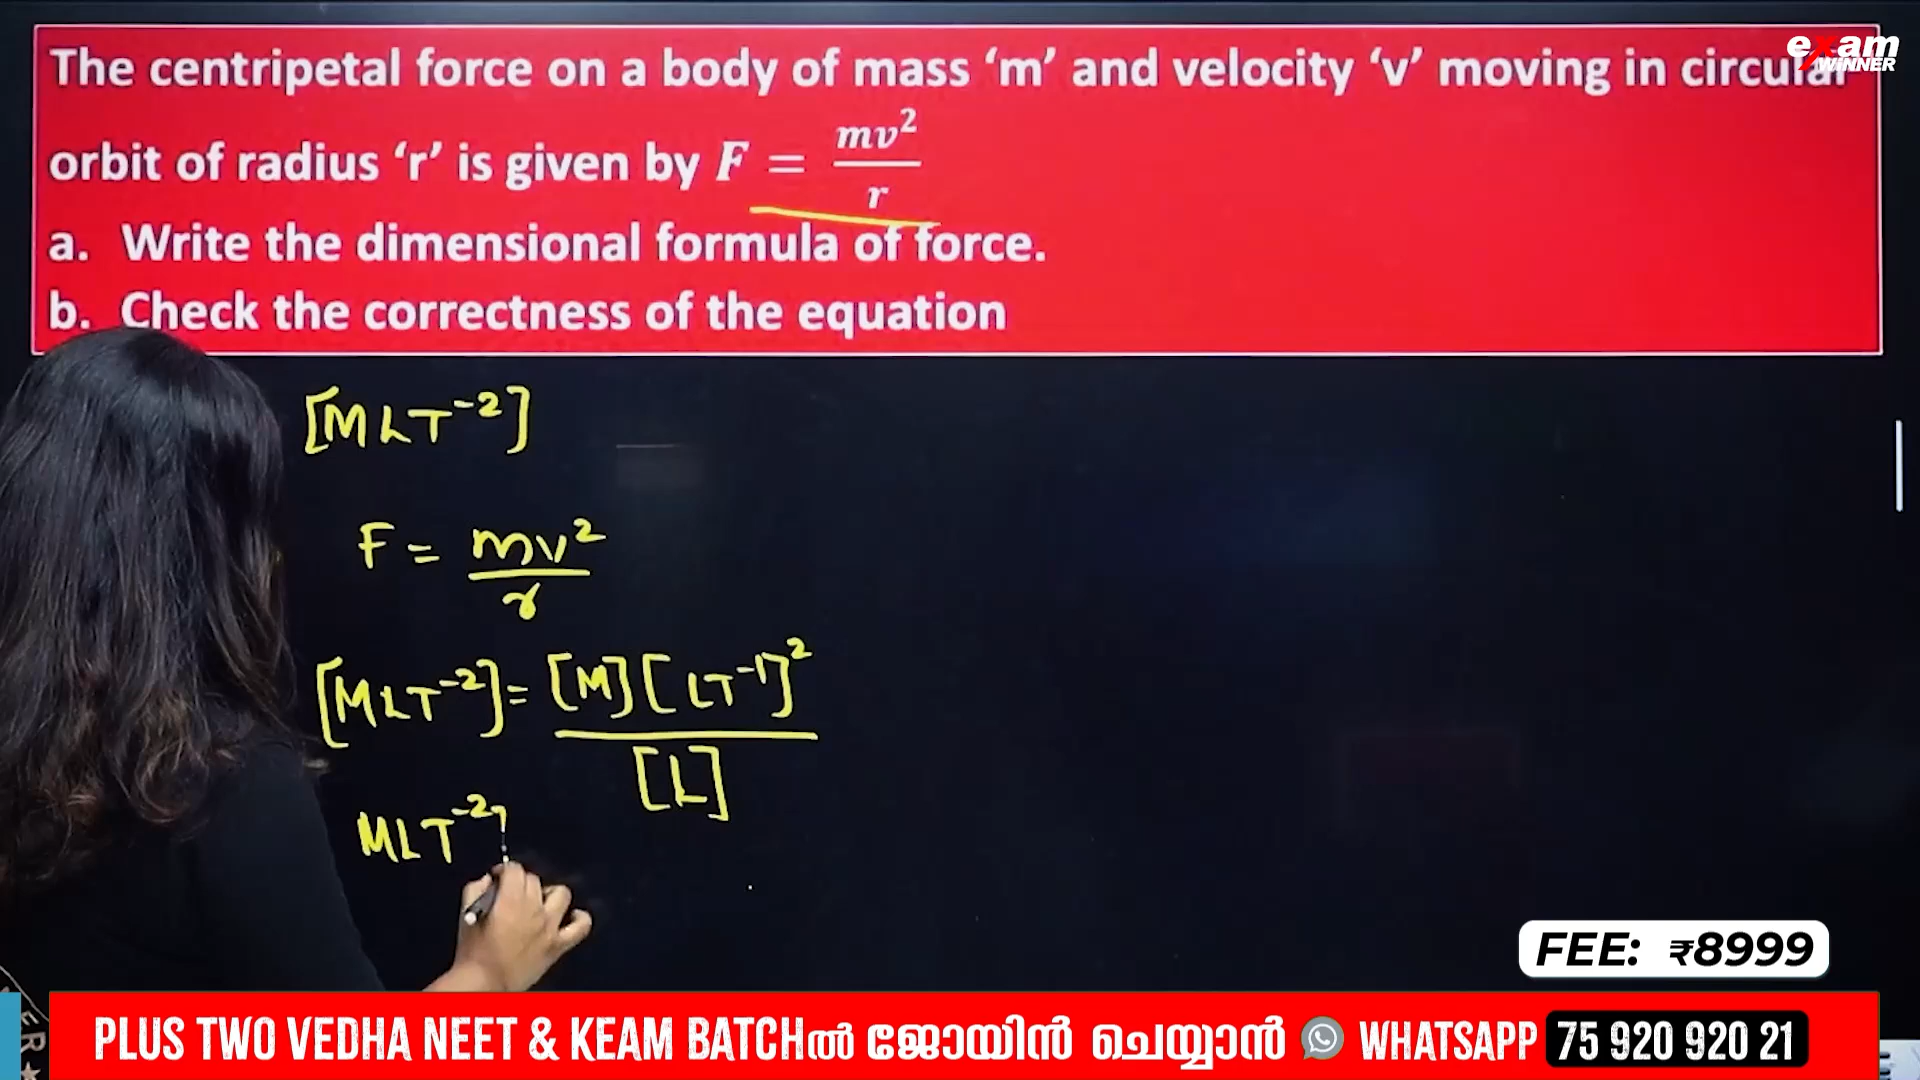 The centripetal force on a body of mass ‘m’ and velocity ‘v’ moving in circular
exam
WINNER
orbit of radius ‘r’ is given by F = mv²/r
a. Write the dimensional formula of force.
b. Check the correctness of the equation
[MLT⁻²]
F = mv²/r
[MLT⁻²] = [M][LT⁻¹]²/[L]
MLT⁻²
FEE: ₹8999
PLUS TWO VEDHA NEET & KEAM BATCHൽ ജോയിൻ ചെയ്യാൻ WHATSAPP 75 920 920 21